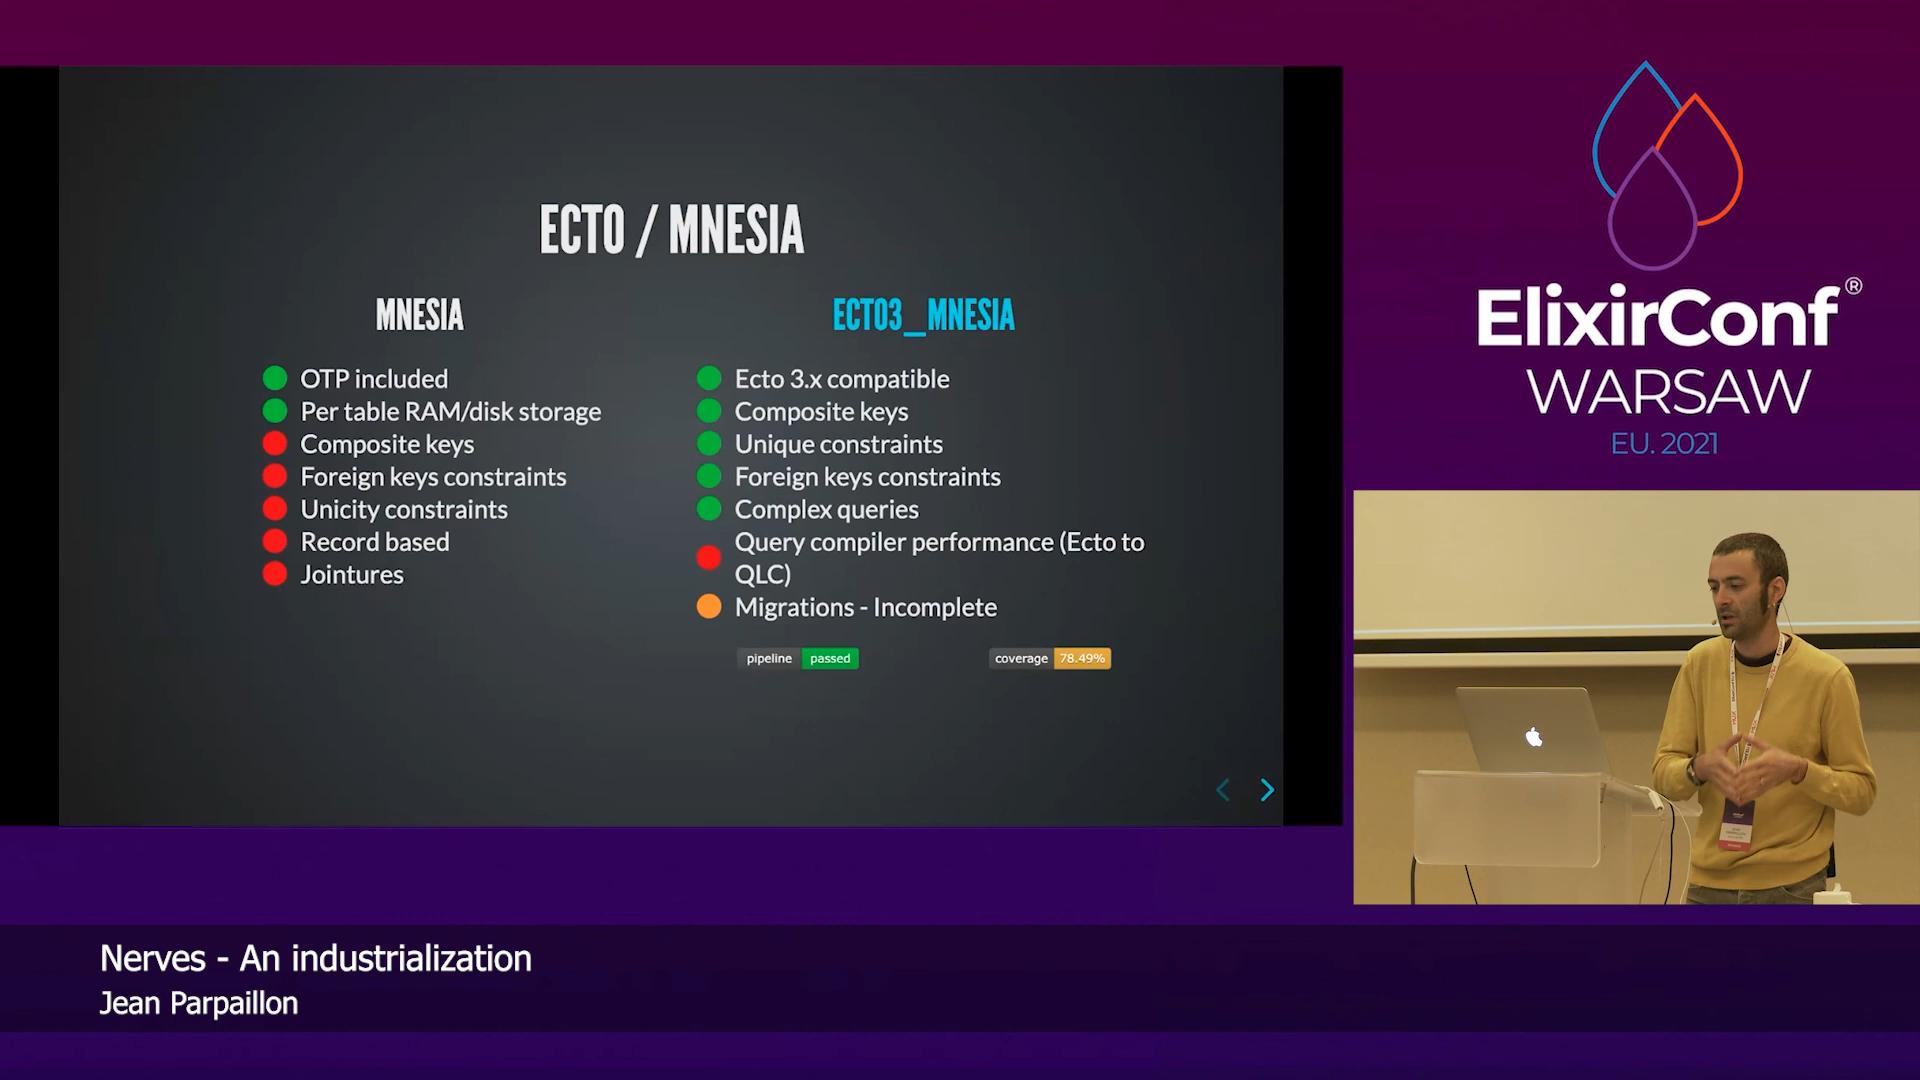 ECTO / MNESIA
MNESIA
OTP included
Per table RAM/disk storage
Composite keys
Foreign keys constraints
Unicity constraints
Record based
Jointures
ECTO3_MNESIA
Ecto 3.x compatible
Composite keys
Unique constraints
Foreign keys constraints
Complex queries
Query compiler performance (Ecto to
QLC)
Migrations - Incomplete
pipeline passed
coverage 78.49%
ElixirConf®
WARSAW
EU. 2021
Nerves - An industrialization
Jean Parpaillon